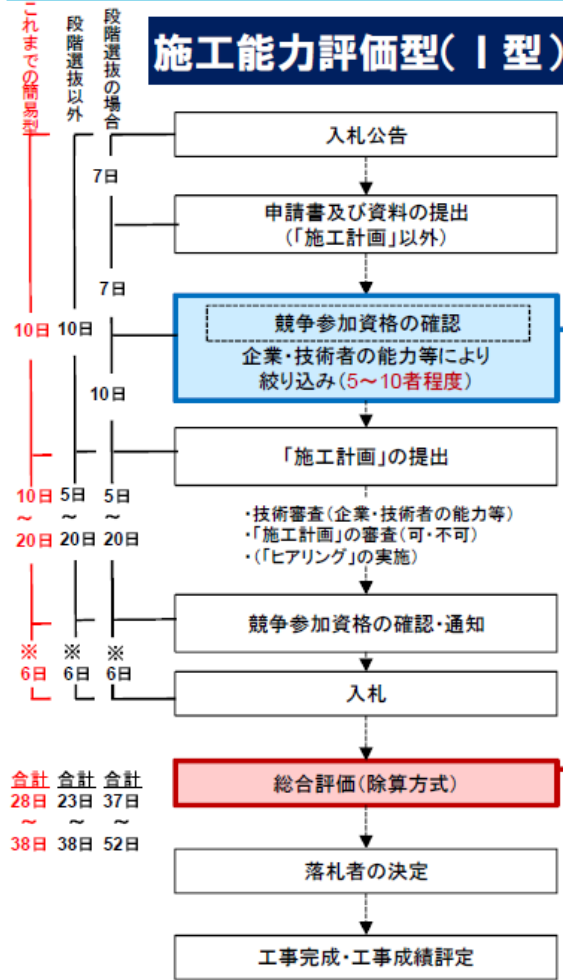 施工能力評価型(Ⅰ型)
これまでの簡易型
段階選抜以外
段階選抜の場合
入札公告
7日
申請書及び資料の提出
(「施工計画」以外)
7日
10日
10日
競争参加資格の確認
企業・技術者の能力等により
絞り込み(5～10者程度)
10日
「施工計画」の提出
10日
～
20日
5日
～
20日
5日
～
20日
・技術審査(企業・技術者の能力等)
・「施工計画」の審査(可・不可)
・(「ヒアリング」の実施)
競争参加資格の確認・通知
※
6日
※
6日
※
6日
入札
総合評価(除算方式)
合計
28日
～
38日
合計
23日
～
38日
合計
37日
～
52日
落札者の決定
工事完成・工事成績評定